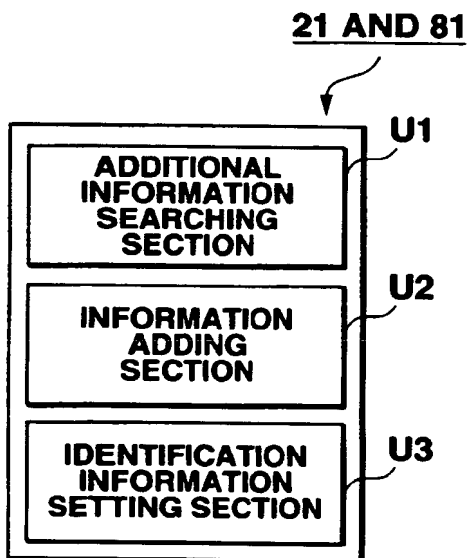 21 AND 81
U1
ADDITIONAL
INFORMATION
SEARCHING
SECTION
U2
INFORMATION
ADDING
SECTION
U3
IDENTIFICATION
INFORMATION
SETTING SECTION